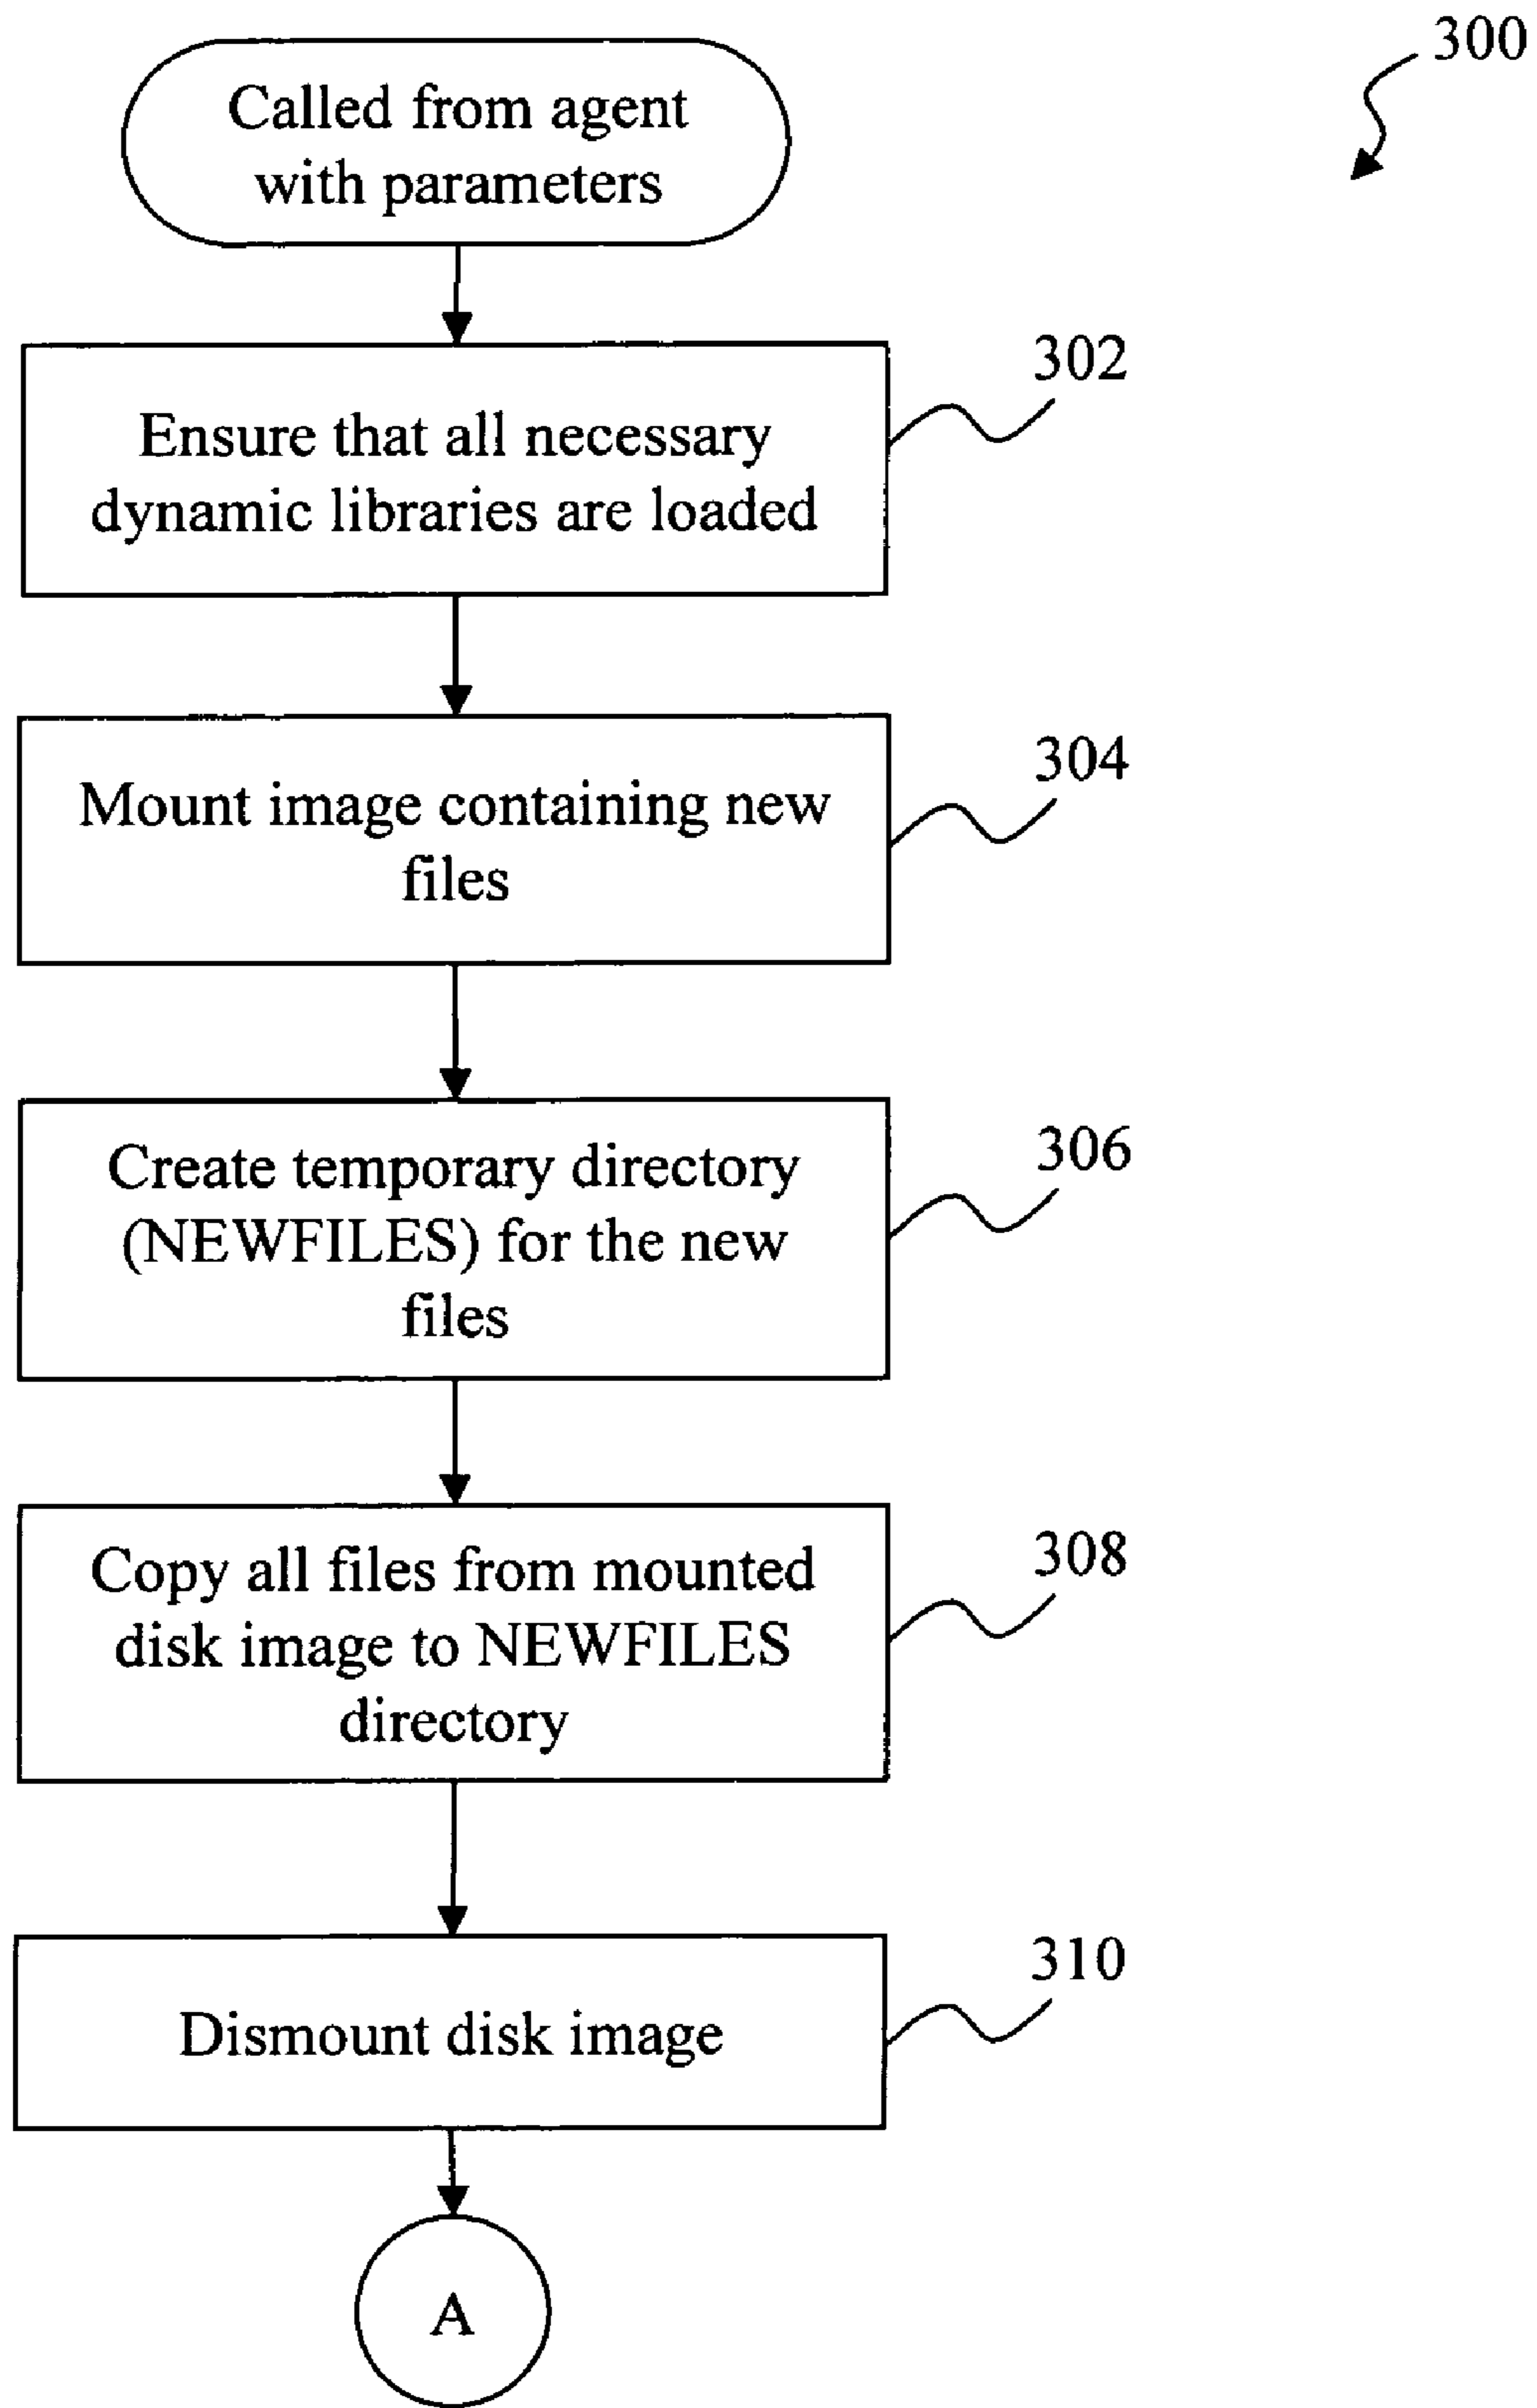 300
Called from agent
with parameters
302
Ensure that all necessary
dynamic libraries are loaded
304
Mount image containing new
files
306
Create temporary directory
(NEWFILES) for the new
files
308
Copy all files from mounted
disk image to NEWFILES
directory
310
Dismount disk image
A